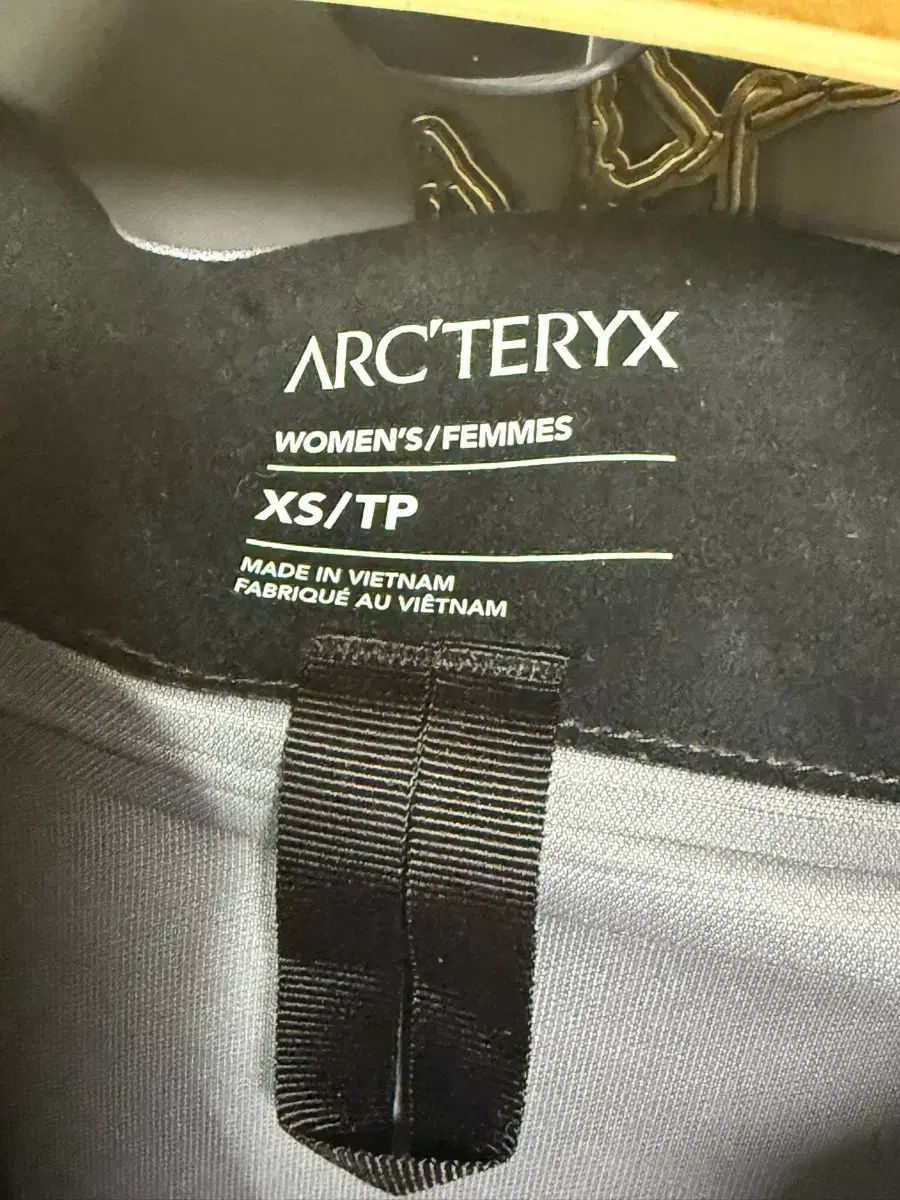 ARC'TERYX
WOMEN'S/FEMMES
XS/TP
MADE IN VIETNAM
FABRIQUÉ AU VIÊTNAM